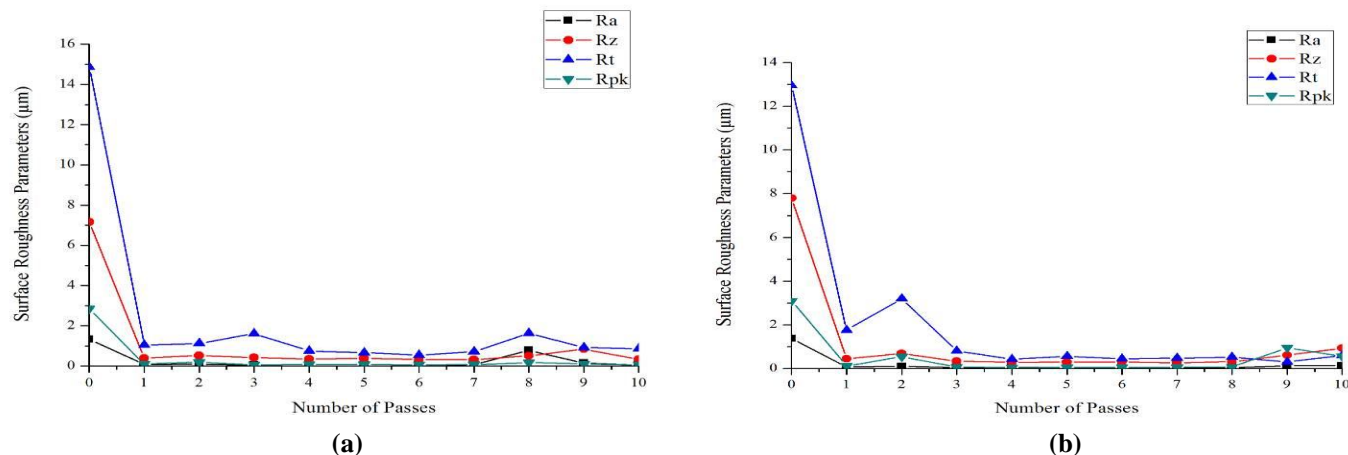 Ra
Rz
Rt
Rpk
16
14
12
10
8
6
4
2
0
Surface Roughness Parameters (µm)
0 1 2 3 4 5 6 7 8 9 10
Number of Passes
(a)
Ra
Rz
Rt
Rpk
14
12
10
8
6
4
2
0
Surface Roughness Parameters (µm)
0 1 2 3 4 5 6 7 8 9 10
Number of Passes
(b)